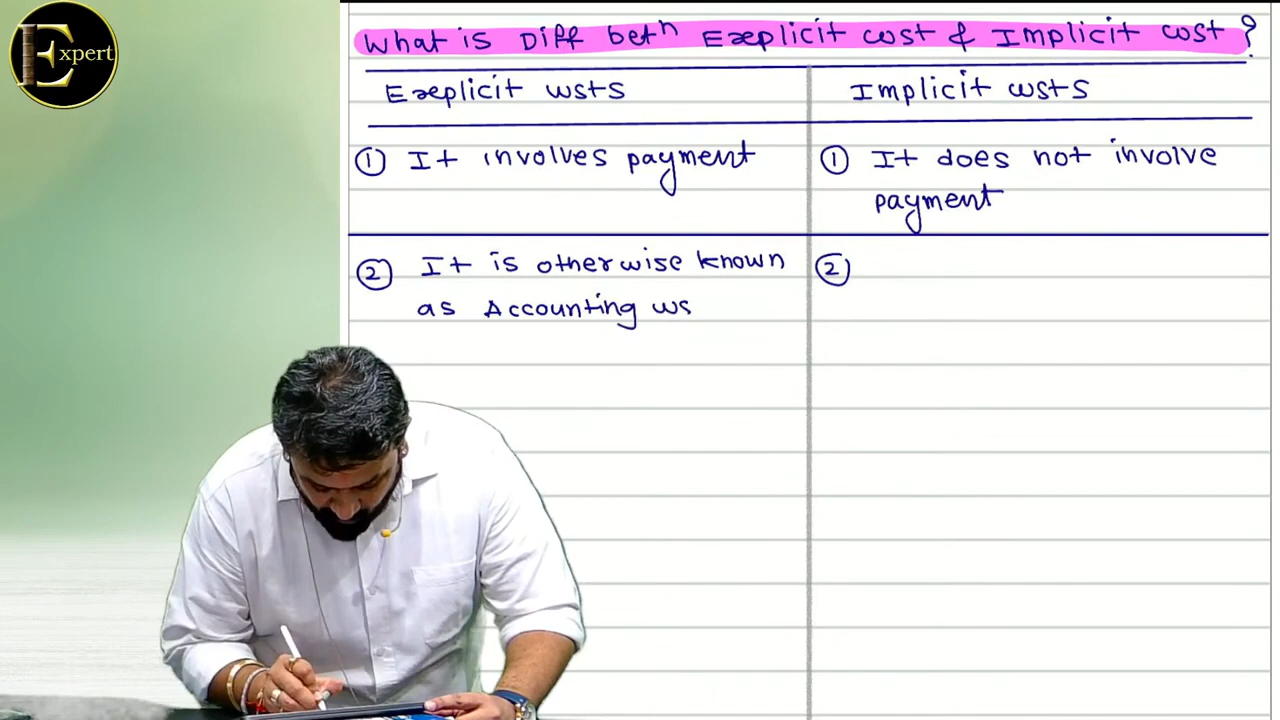 Expert
What is Diff betn Explicit cost & Implicit cost ?
Explicit costs
Implicit costs
① It involves payment
① It does not involve
payment
② It is otherwise known
as Accounting cos
②